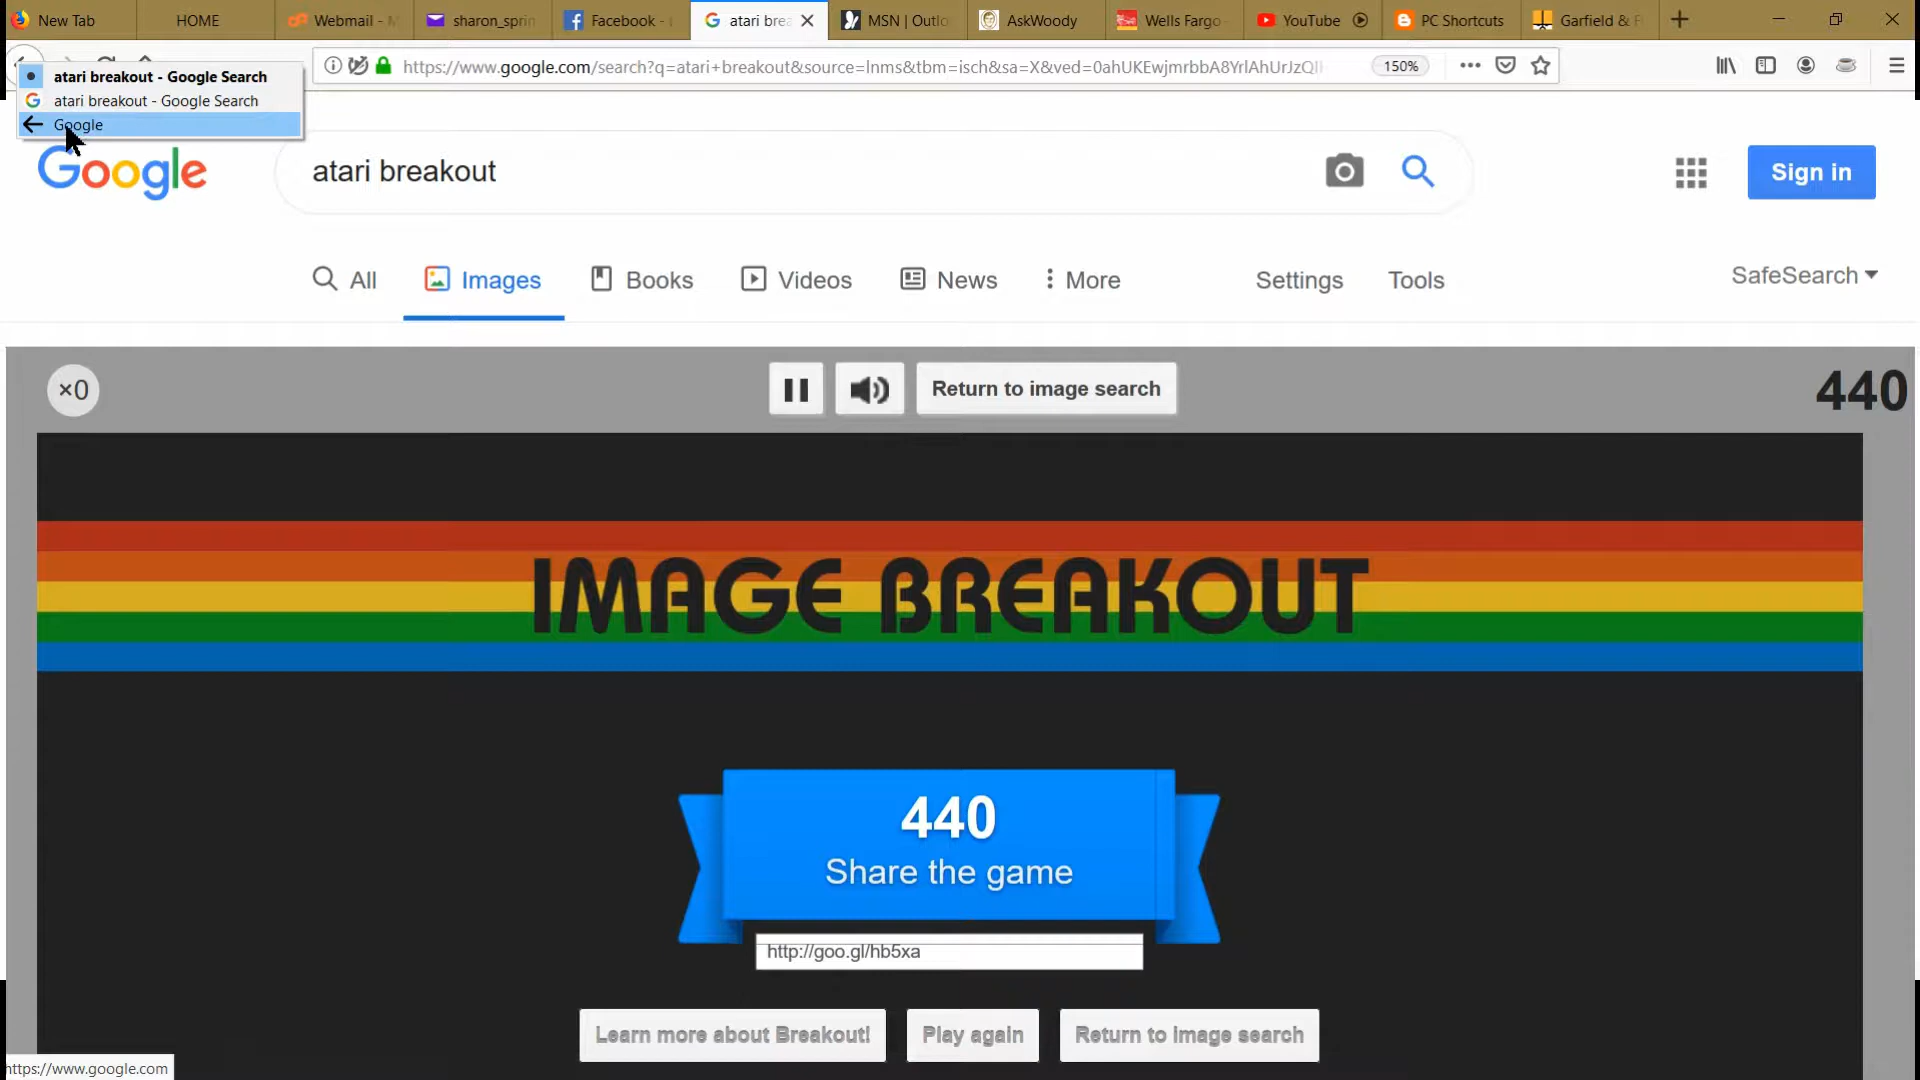 New Tab
HOME
Webmail -
sharon_sprin
Facebook -
atari brea
MSN | Outlo
AskWoody
Wells Fargo
YouTube
PC Shortcuts
Garfield & F
https://www.google.com/search?q=atari+breakout&source=lnms&tbm=isch&sa=X&ved=0ahUKEwjmrbbA8YrlAhUrJzQI
150%
atari breakout - Google Search
atari breakout - Google Search
Google
Google
atari breakout
Sign in
All
Images
Books
Videos
News
More
Settings
Tools
SafeSearch
×0
Return to image search
440
IMAGE BREAKOUT
440
Share the game
http://goo.gl/hb5xa
Learn more about Breakout!
Play again
Return to image search
https://www.google.com